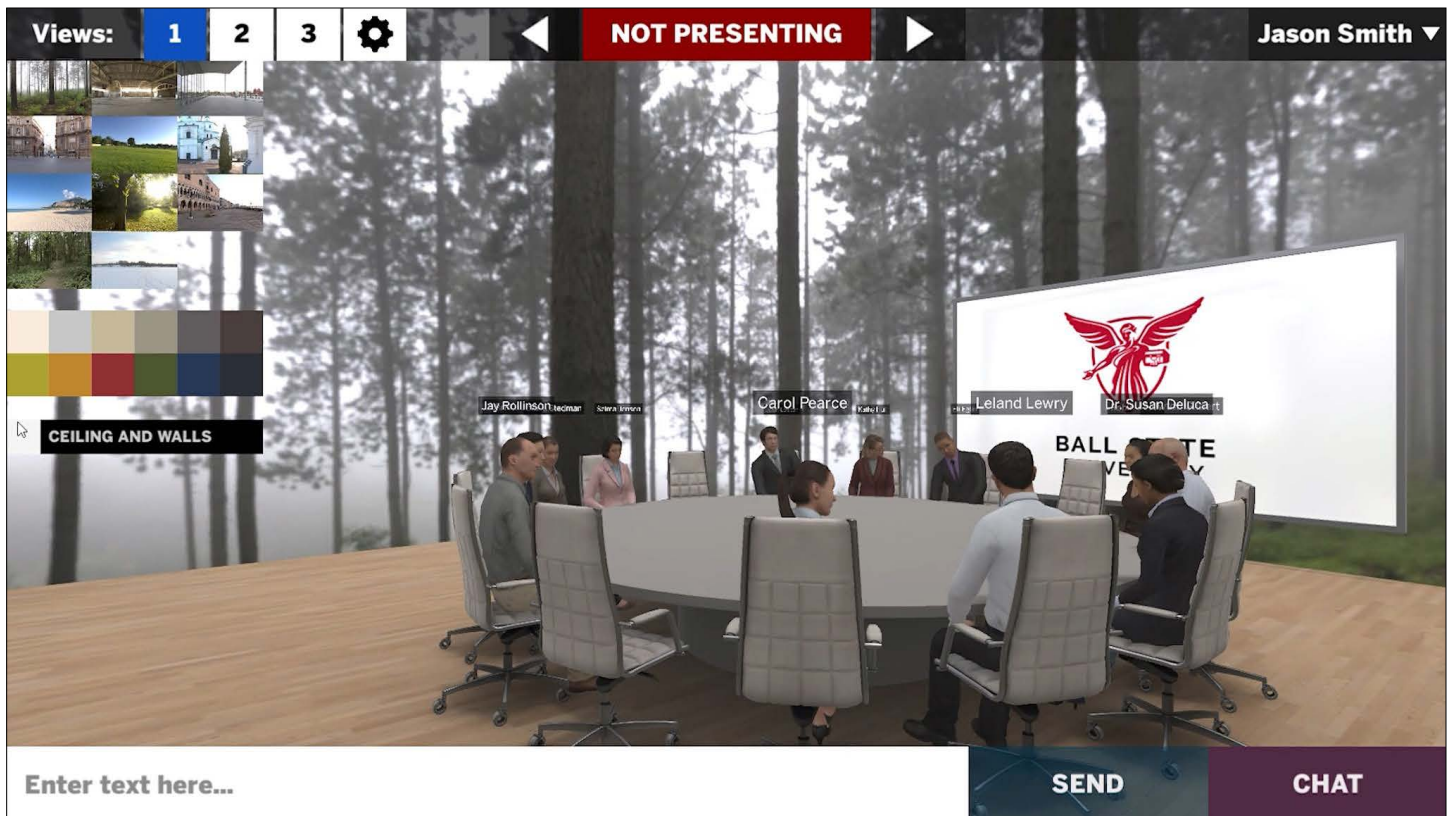 Views: 1 2 3
NOT PRESENTING
Jason Smith
Jay Rollinson
Carol Pearce
Leland Lewry
Dr. Susan Deluca
BALL
CEILING AND WALLS
Enter text here...
SEND
CHAT